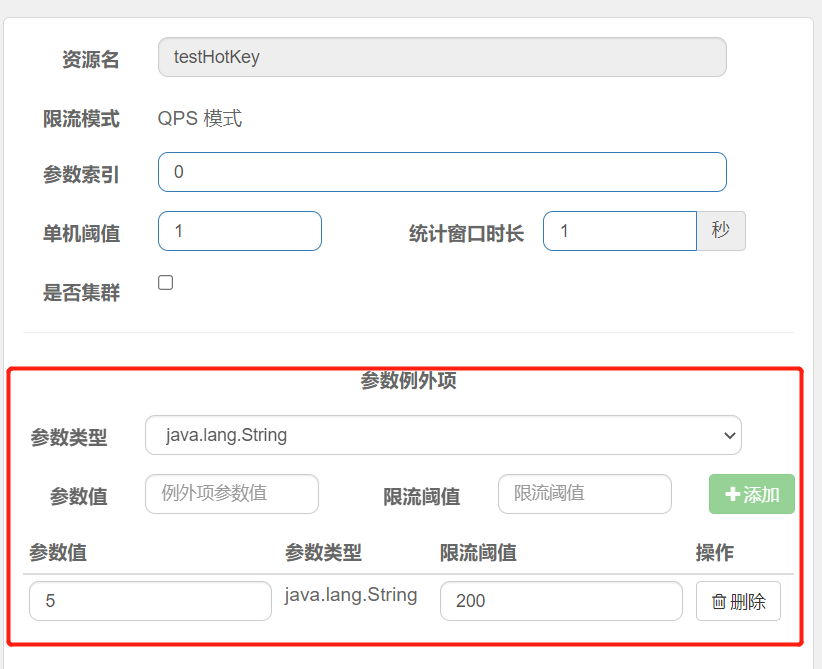 资源名 testHotKey
限流模式 QPS 模式
参数索引 0
单机阈值 1 统计窗口时长 1 秒
是否集群
参数例外项
参数类型 java.lang.String
参数值 例外项参数值 限流阈值 限流阈值 添加
参数值 参数类型 限流阈值 操作
5 java.lang.String 200 删除